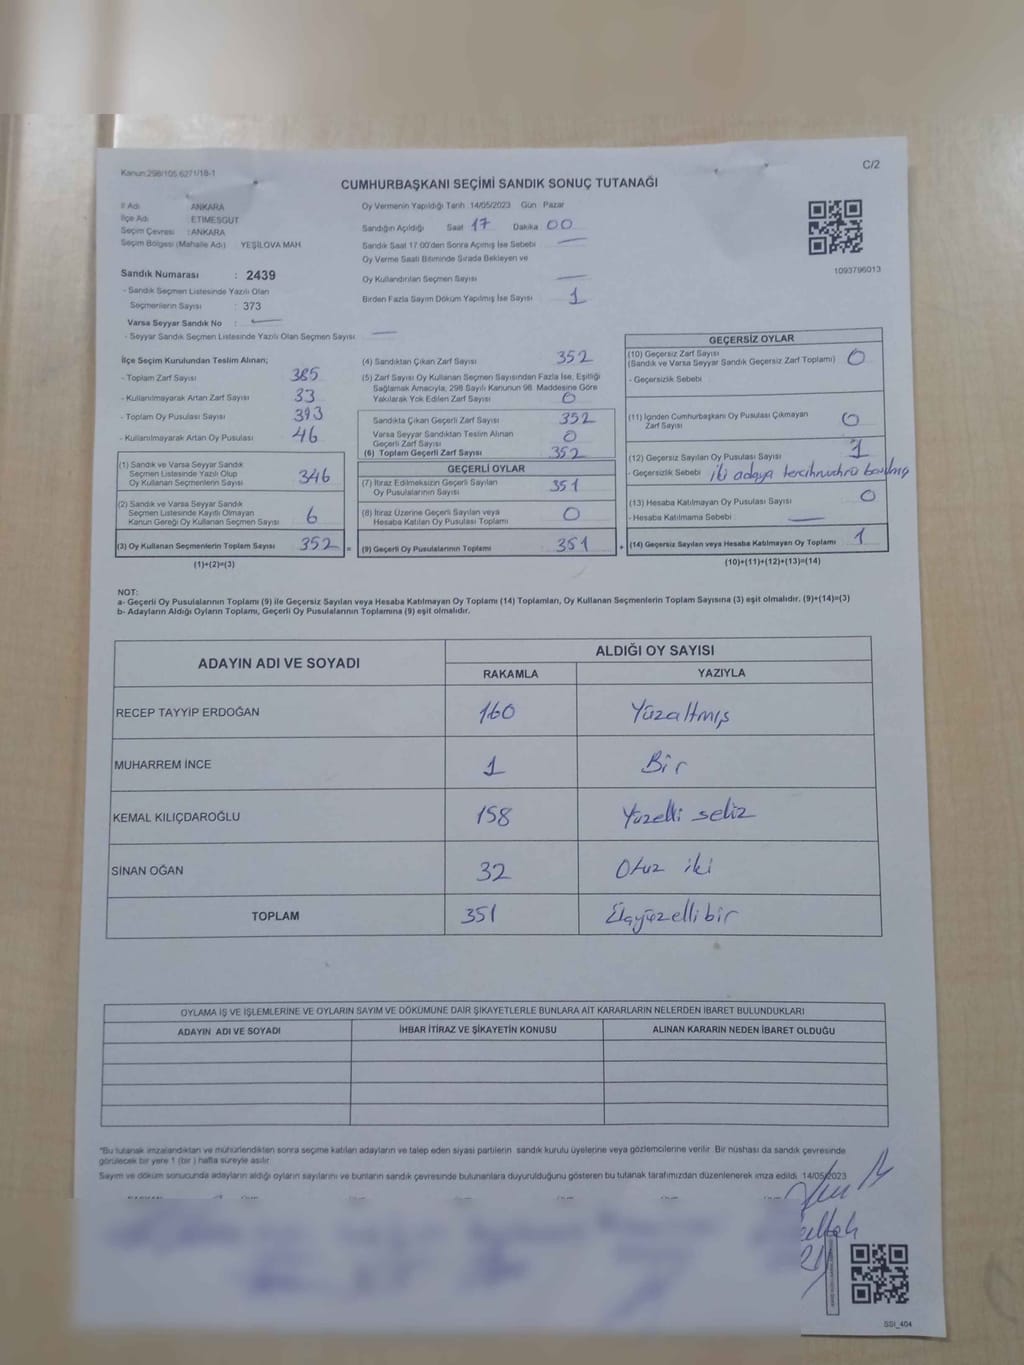 Kanun:298/105 6271/18-1
C/2
CUMHURBAŞKANI SEÇİMİ SANDIK SONUÇ TUTANAĞI
İl Adı : ANKARA
İlçe Adı : ETİMESGUT
Seçim Çevresi : ANKARA
Seçim Bölgesi (Mahalle Adı) YEŞİLOVA MAH.
Sandık Numarası : 2439
- Sandık Seçmen Listesinde Yazılı Olan
Seçmenlerin Sayısı : 373
Varsa Seyyar Sandık No :
- Seyyar Sandık Seçmen Listesinde Yazılı Olan Seçmen Sayısı :
Oy Vermenin Yapıldığı Tarih :14/05/2023 Gün : Pazar
Sandığın Açıldığı Saat 17 Dakika 00
Sandık Saat 17:00'den Sonra Açımış İse Sebebi
Oy Verme Saati Bitiminde Sırada Bekleyen ve
Oy Kullandırılan Seçmen Sayısı
Birden Fazla Sayım Döküm Yapılmış İse Sayısı 1
1093796013
İlçe Seçim Kurulundan Teslim Alınan;
- Toplam Zarf Sayısı 385
- Kullanılmayarak Artan Zarf Sayısı 33
- Toplam Oy Pusulası Sayısı 393
- Kullanılmayarak Artan Oy Pusulası 46
(1) Sandık ve Varsa Seyyar Sandık
Seçmen Listesinde Yazılı Olup
Oy Kullanan Seçmenlerin Sayısı 346
(2) Sandık ve Varsa Seyyar Sandık
Seçmen Listesinde Kayıtlı Olmayan
Kanun Gereği Oy Kullanan Seçmen Sayısı 6
(3) Oy Kullanan Seçmenlerin Toplam Sayısı 352 =
(1)+(2)=(3)
(4) Sandıktan Çıkan Zarf Sayısı 352
(5) Zarf Sayısı Oy Kullanan Seçmen Sayısından Fazla İse, Eşitliği
Sağlamak Amacıyla, 298 Sayılı Kanunun 98. Maddesine Göre
Yakılarak Yok Edilen Zarf Sayısı 0
Sandıkta Çıkan Geçerli Zarf Sayısı 352
Varsa Seyyar Sandıktan Teslim Alınan
Geçerli Zarf Sayısı 0
(6) Toplam Geçerli Zarf Sayısı 352
GEÇERLİ OYLAR
(7) İtiraz Edilmeksizin Geçerli Sayılan
Oy Pusulalarının Sayısı 351
(8) İtiraz Üzerine Geçerli Sayılan veya
Hesaba Katılan Oy Pusulası Toplamı 0
(9) Geçerli Oy Pusulalarının Toplamı 351 +
GEÇERSİZ OYLAR
(10) Geçersiz Zarf Sayısı
(Sandık ve Varsa Seyyar Sandık Geçersiz Zarf Toplamı) 0
- Geçersizlik Sebebi :
(11) İçinden Cumhurbaşkanı Oy Pusulası Çıkmayan
Zarf Sayısı 0
(12) Geçersiz Sayılan Oy Pusulası Sayısı 1
- Geçersizlik Sebebi : iki adaya tercih
(13) Hesaba Katılmayan Oy Pusulası Sayısı 0
- Hesaba Katılmama Sebebi :
(14) Geçersiz Sayılan veya Hesaba Katılmayan Oy Toplamı 1
(10)+(11)+(12)+(13)=(14)
NOT:
a- Geçerli Oy Pusulalarının Toplamı (9) ile Geçersiz Sayılan veya Hesaba Katılmayan Oy Toplamı (14) Toplamları, Oy Kullanan Seçmenlerin Toplam Sayısına (3) eşit olmalıdır. (9)+(14)=(3)
b- Adayların Aldığı Oyların Toplamı, Geçerli Oy Pusulalarının Toplamına (9) eşit olmalıdır.
ADAYIN ADI VE SOYADI
ALDIĞI OY SAYISI
RAKAMLA YAZIYLA
RECEP TAYYİP ERDOĞAN 160 Yüzaltmış
MUHARREM İNCE 1 Bir
KEMAL KILIÇDAROĞLU 158 Yüzelli sekiz
SİNAN OĞAN 32 Otuz iki
TOPLAM 351 Üçyüzellibir
OYLAMA İŞ VE İŞLEMLERİNE VE OYLARIN SAYIM VE DÖKÜMÜNE DAİR ŞİKAYETLERLE BUNLARA AİT KARARLARIN NELERDEN İBARET BULUNDUKLARI
ADAYIN ADI VE SOYADI İHBAR İTİRAZ VE ŞİKAYETİN KONUSU ALINAN KARARIN NEDEN İBARET OLDUĞU
*Bu tutanak imzalandıktan ve mühürlendikten sonra seçime katılan adayların ve talep eden siyasi partilerin sandık kurulu üyelerine veya gözlemcilerine verilir. Bir nüshası da sandık çevresinde
görülecek bir yere 1 (bir) hafta süreyle asılır.
Sayım ve döküm sonucunda adayların aldığı oyların sayılarını ve bunların sandık çevresinde bulunanlara duyurulduğunu gösteren bu tutanak tarafımızdan düzenlenerek imza edildi. 14/05/2023
SSI_404